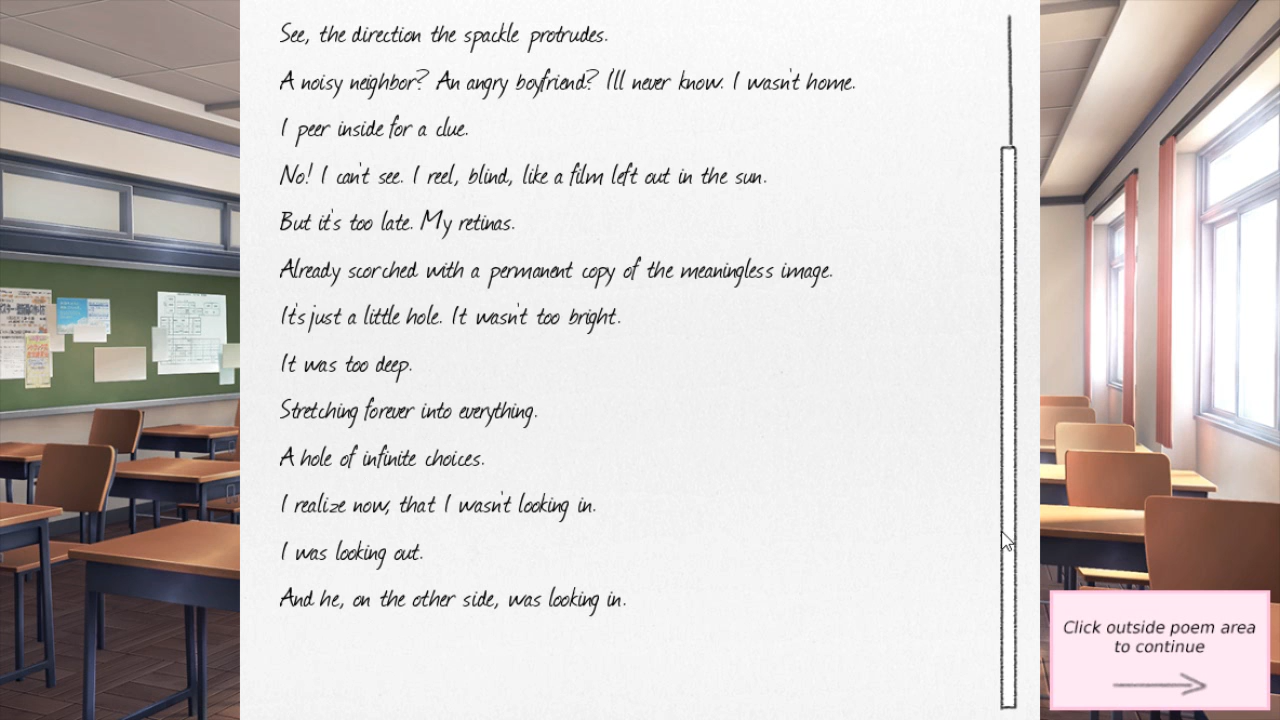 See, the direction the spackle protrudes.
A noisy neighbor? An angry boyfriend? I'll never know. I wasn't home.
I peer inside for a clue.
No! I can't see. I reel, blind, like a film left out in the sun.
But it's too late. My retinas.
Already scorched with a permanent copy of the meaningless image.
It's just a little hole. It wasn't too bright.
It was too deep.
Stretching forever into everything.
A hole of infinite choices.
I realize now, that I wasn't looking in.
I was looking out.
And he, on the other side, was looking in.
Click outside poem area
to continue